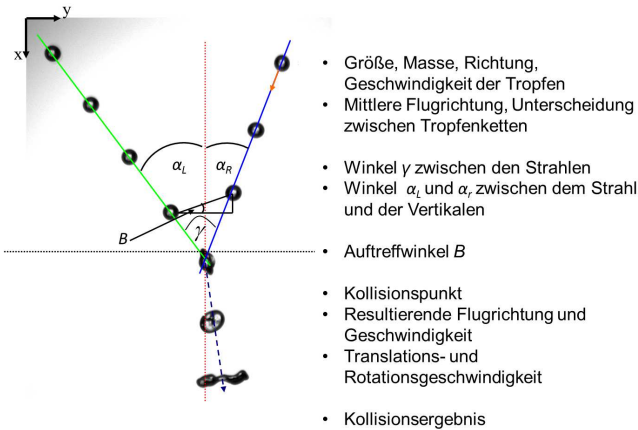 y
x
α_L
α_R
B
γ
• Größe, Masse, Richtung,
Geschwindigkeit der Tropfen
• Mittlere Flugrichtung, Unterscheidung
zwischen Tropfenketten
• Winkel γ zwischen den Strahlen
• Winkel α_L und α_r zwischen dem Strahl
und der Vertikalen
• Auftreffwinkel B
• Kollisionspunkt
• Resultierende Flugrichtung und
Geschwindigkeit
• Translations- und
Rotationsgeschwindigkeit
• Kollisionsergebnis